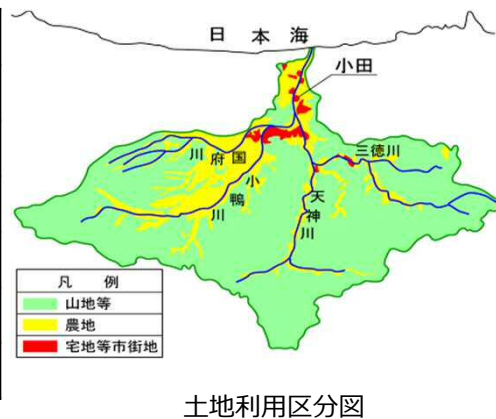 日本海
小田
三徳川
国府川
小鴨川
天神川
凡例
山地等
農地
宅地等市街地
土地利用区分図